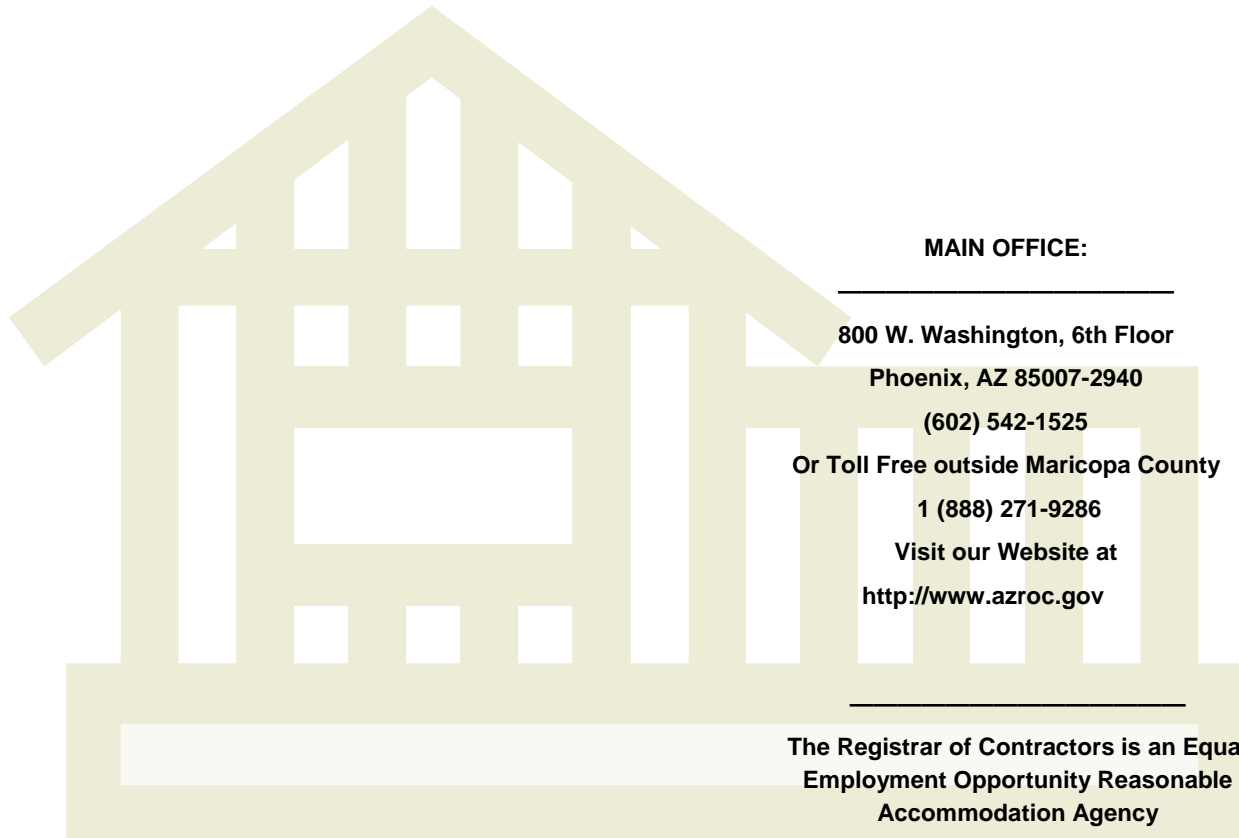 MAIN OFFICE:
800 W. Washington, 6th Floor
Phoenix, AZ 85007-2940
(602) 542-1525
Or Toll Free outside Maricopa County
1 (888) 271-9286
Visit our Website at
http://www.azroc.gov
The Registrar of Contractors is an Equa
Employment Opportunity Reasonable
Accommodation Agency